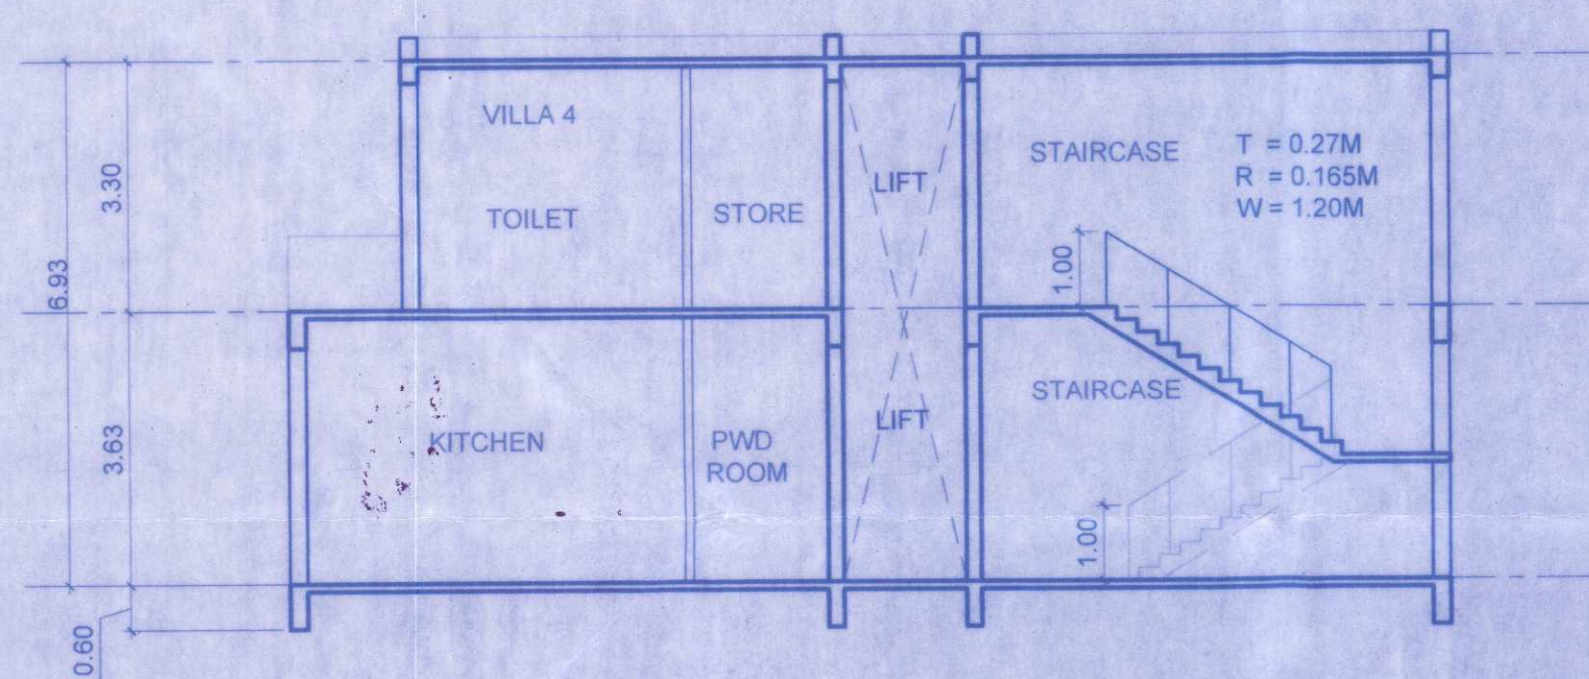 VILLA 4
TOILET
STORE
LIFT
STAIRCASE
T = 0.27M
R = 0.165M
W = 1.20M
3.30
6.93
1.00
KITCHEN
PWD
ROOM
LIFT
STAIRCASE
3.63
1.00
0.60